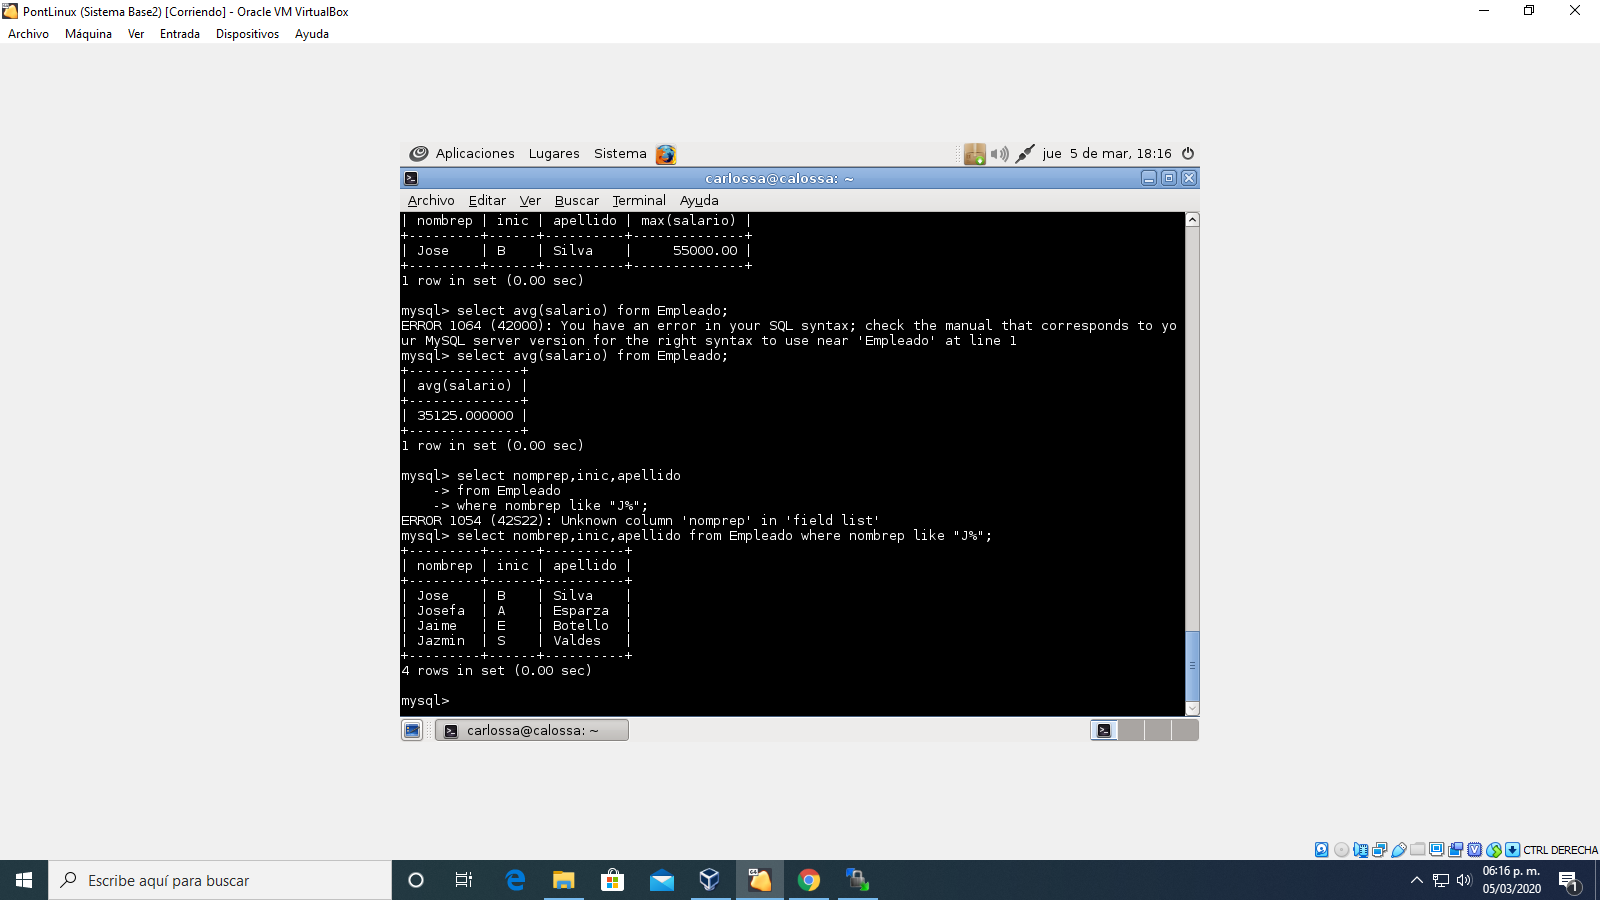 PontLinux (Sistema Base2) [Corriendo] - Oracle VM VirtualBox
Archivo Máquina Ver Entrada Dispositivos Ayuda
Aplicaciones Lugares Sistema jue 5 de mar, 18:16
carlossa@calossa: ~
Archivo Editar Ver Buscar Terminal Ayuda
| nombrep | inic | apellido | max(salario) |
+---------+------+----------+--------------+
| Jose    | B    | Silva    |     55000.00 |
+---------+------+----------+--------------+
1 row in set (0.00 sec)
mysql> select avg(salario) form Empleado;
ERROR 1064 (42000): You have an error in your SQL syntax; check the manual that corresponds to yo
ur MySQL server version for the right syntax to use near 'Empleado' at line 1
mysql> select avg(salario) from Empleado;
+--------------+
| avg(salario) |
+--------------+
| 35125.000000 |
+--------------+
1 row in set (0.00 sec)
mysql> select nomprep,inic,apellido
    -> from Empleado
    -> where nombrep like "J%";
ERROR 1054 (42S22): Unknown column 'nomprep' in 'field list'
mysql> select nombrep,inic,apellido from Empleado where nombrep like "J%";
+---------+------+----------+
| nombrep | inic | apellido |
+---------+------+----------+
| Jose    | B    | Silva    |
| Josefa  | A    | Esparza  |
| Jaime   | E    | Botello  |
| Jazmin  | S    | Valdes   |
+---------+------+----------+
4 rows in set (0.00 sec)
mysql>
carlossa@calossa: ~
CTRL DERECHA
Escribe aquí para buscar
06:16 p. m.
05/03/2020
1